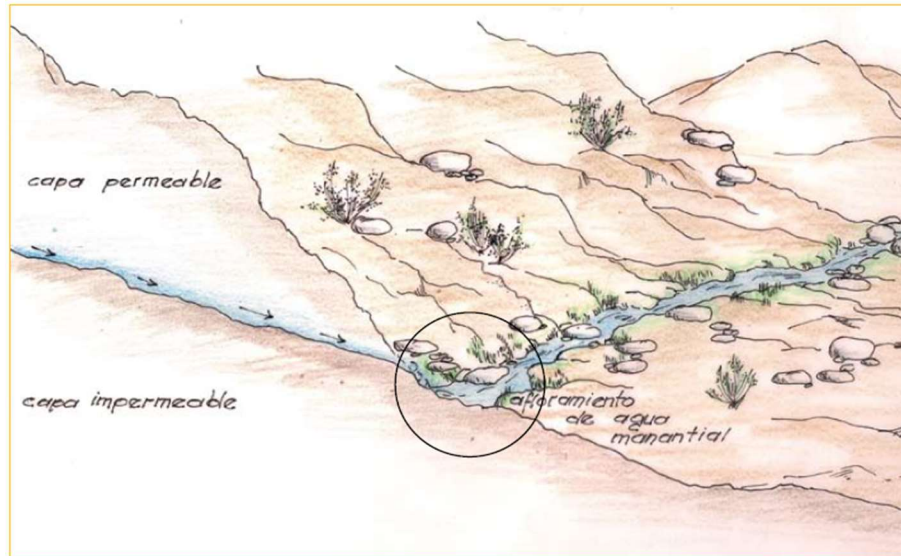 capa permeable
capa impermeable
afloramiento
de agua
manantial